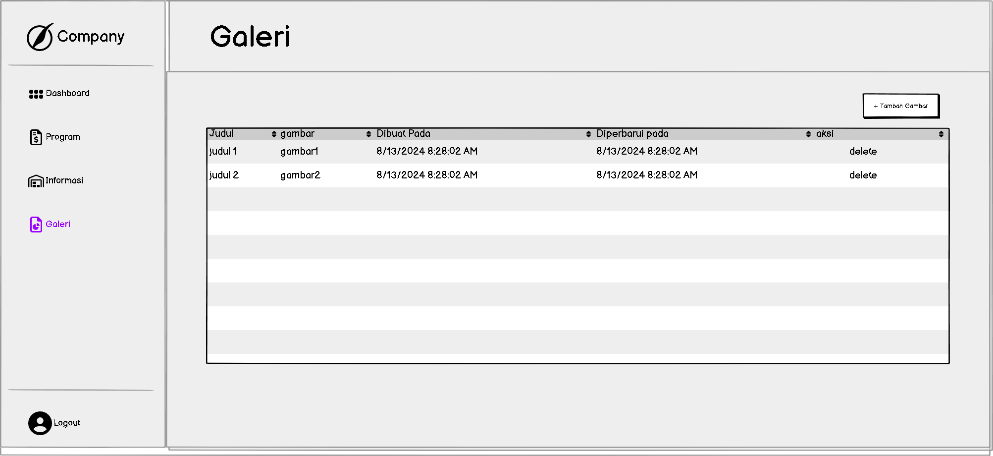 Company
Galeri
Dashboard
Program
Informasi
Galeri
Logout
+ Tambah Gambar
Judul gambar Dibuat Pada Diperbarui pada aksi
judul 1 gambar1 8/13/2024 8:28:02 AM 8/13/2024 8:28:02 AM delete
judul 2 gambar2 8/13/2024 8:28:02 AM 8/13/2024 8:28:02 AM delete